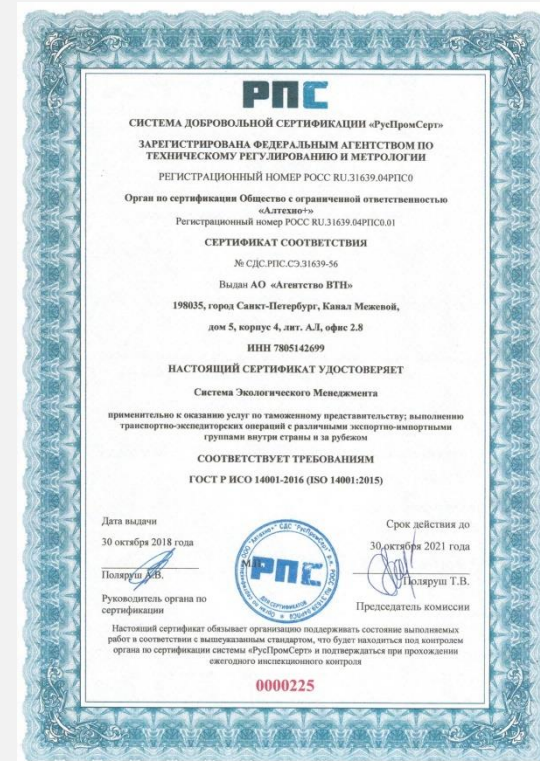 РПС
СИСТЕМА ДОБРОВОЛЬНОЙ СЕРТИФИКАЦИИ «РусПромСерт»
ЗАРЕГИСТРИРОВАНА ФЕДЕРАЛЬНЫМ АГЕНТСТВОМ ПО
ТЕХНИЧЕСКОМУ РЕГУЛИРОВАНИЮ И МЕТРОЛОГИИ
РЕГИСТРАЦИОННЫЙ НОМЕР РОСС RU.31639.04РПС0
Орган по сертификации Общество с ограниченной ответственностью
«Алтехно+»
Регистрационный номер РОСС RU.31639.04РПС0.01
СЕРТИФИКАТ СООТВЕТСТВИЯ
№ СДС.РПС.СЭ.31639-56
Выдан АО «Агентство ВТН»
198035, город Санкт-Петербург, Канал Межевой,
дом 5, корпус 4, лит. АЛ, офис 2.8
ИНН 7805142699
НАСТОЯЩИЙ СЕРТИФИКАТ УДОСТОВЕРЯЕТ
Система Экологического Менеджмента
применительно к оказанию услуг по таможенному представительству; выполнению
транспортно-экспедиторских операций с различными экспортно-импортными
группами внутри страны и за рубежом
СООТВЕТСТВУЕТ ТРЕБОВАНИЯМ
ГОСТ Р ИСО 14001-2016 (ISO 14001:2015)
Дата выдачи
30 октября 2018 года
Поляруш А.В.
Руководитель органа по
сертификации
М.П.
РПС
Срок действия до
30 октября 2021 года
Поляруш Т.В.
Председатель комиссии
Настоящий сертификат обязывает организацию поддерживать состояние выполняемых
работ в соответствии с вышеуказанным стандартом, что будет находиться под контролем
органа по сертификации системы «РусПромСерт» и подтверждаться при прохождении
ежегодного инспекционного контроля
0000225